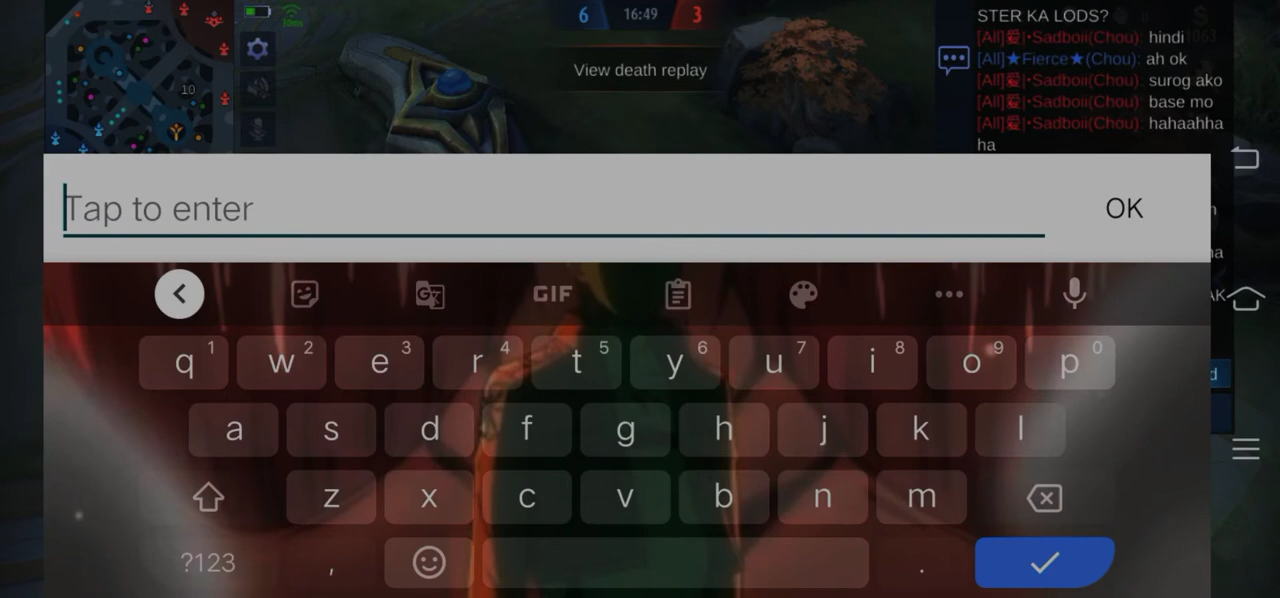 10ms
6 16:49 3
10
View death replay
STER KA LODS?
[All]爱|•Sadboii(Chou): hindi
[All]★Fierce★(Chou): ah ok
[All]爱|•Sadboii(Chou): surog ako
[All]爱|•Sadboii(Chou): base mo
[All]爱|•Sadboii(Chou): hahaahha
ha
Tap to enter
OK
GIF
q 1 w 2 e 3 r 4 t 5 y 6 u 7 i 8 o 9 p 0
a s d f g h j k l
z x c v b n m
?123 , .